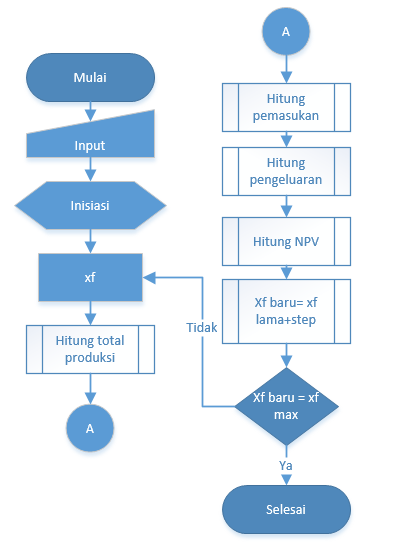 Mulai
Input
Inisiasi
xf
Hitung total
produksi
A
A
Hitung
pemasukan
Hitung
pengeluaran
Hitung NPV
Xf baru= xf
lama+step
Xf baru = xf
max
Tidak
Ya
Selesai